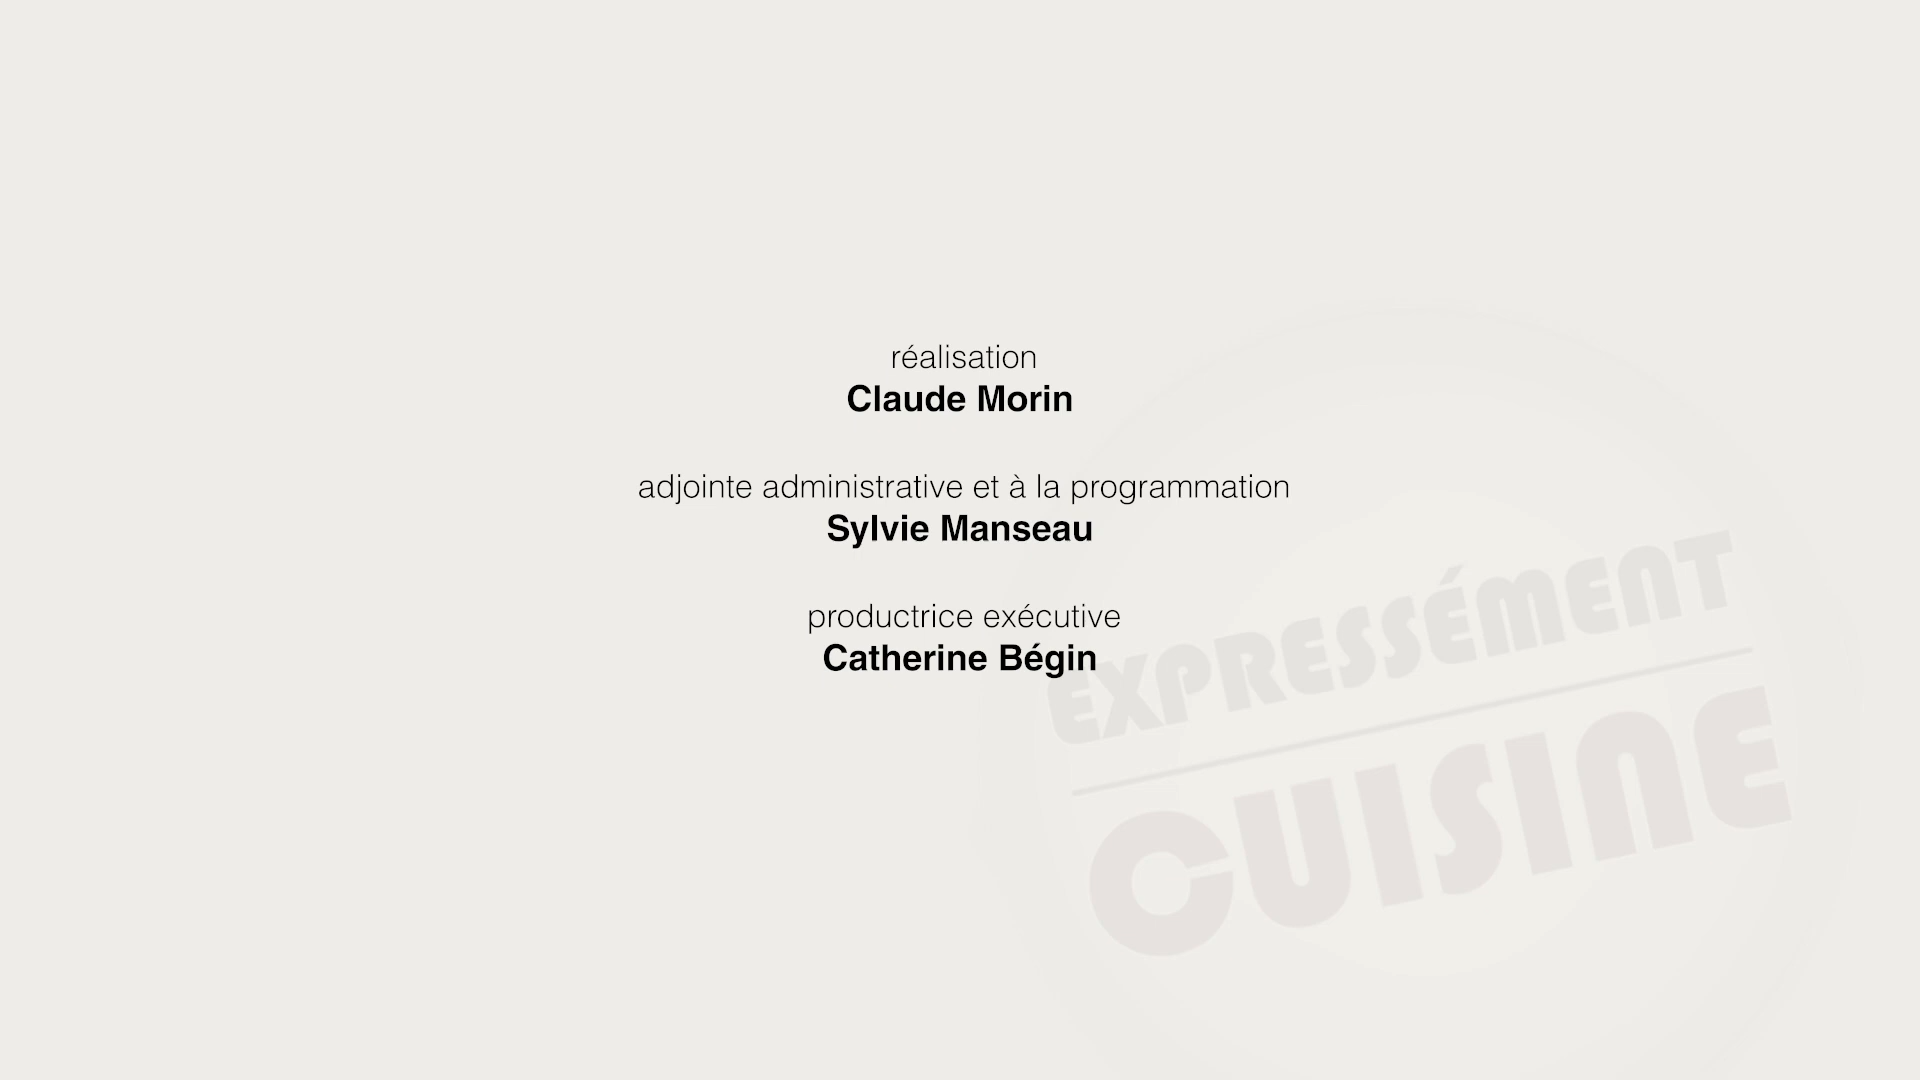 réalisation
Claude Morin
adjointe administrative et à la programmation
Sylvie Manseau
productrice exécutive
Catherine Bégin
EXPRESSÉMENT
CUISINE